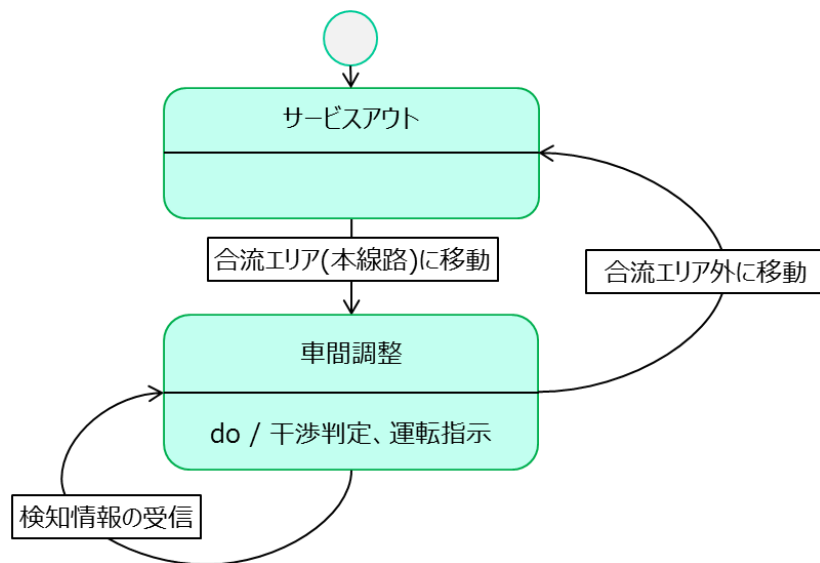 サービスアウト
合流エリア(本線路)に移動
合流エリア外に移動
車間調整
do / 干渉判定、運転指示
検知情報の受信